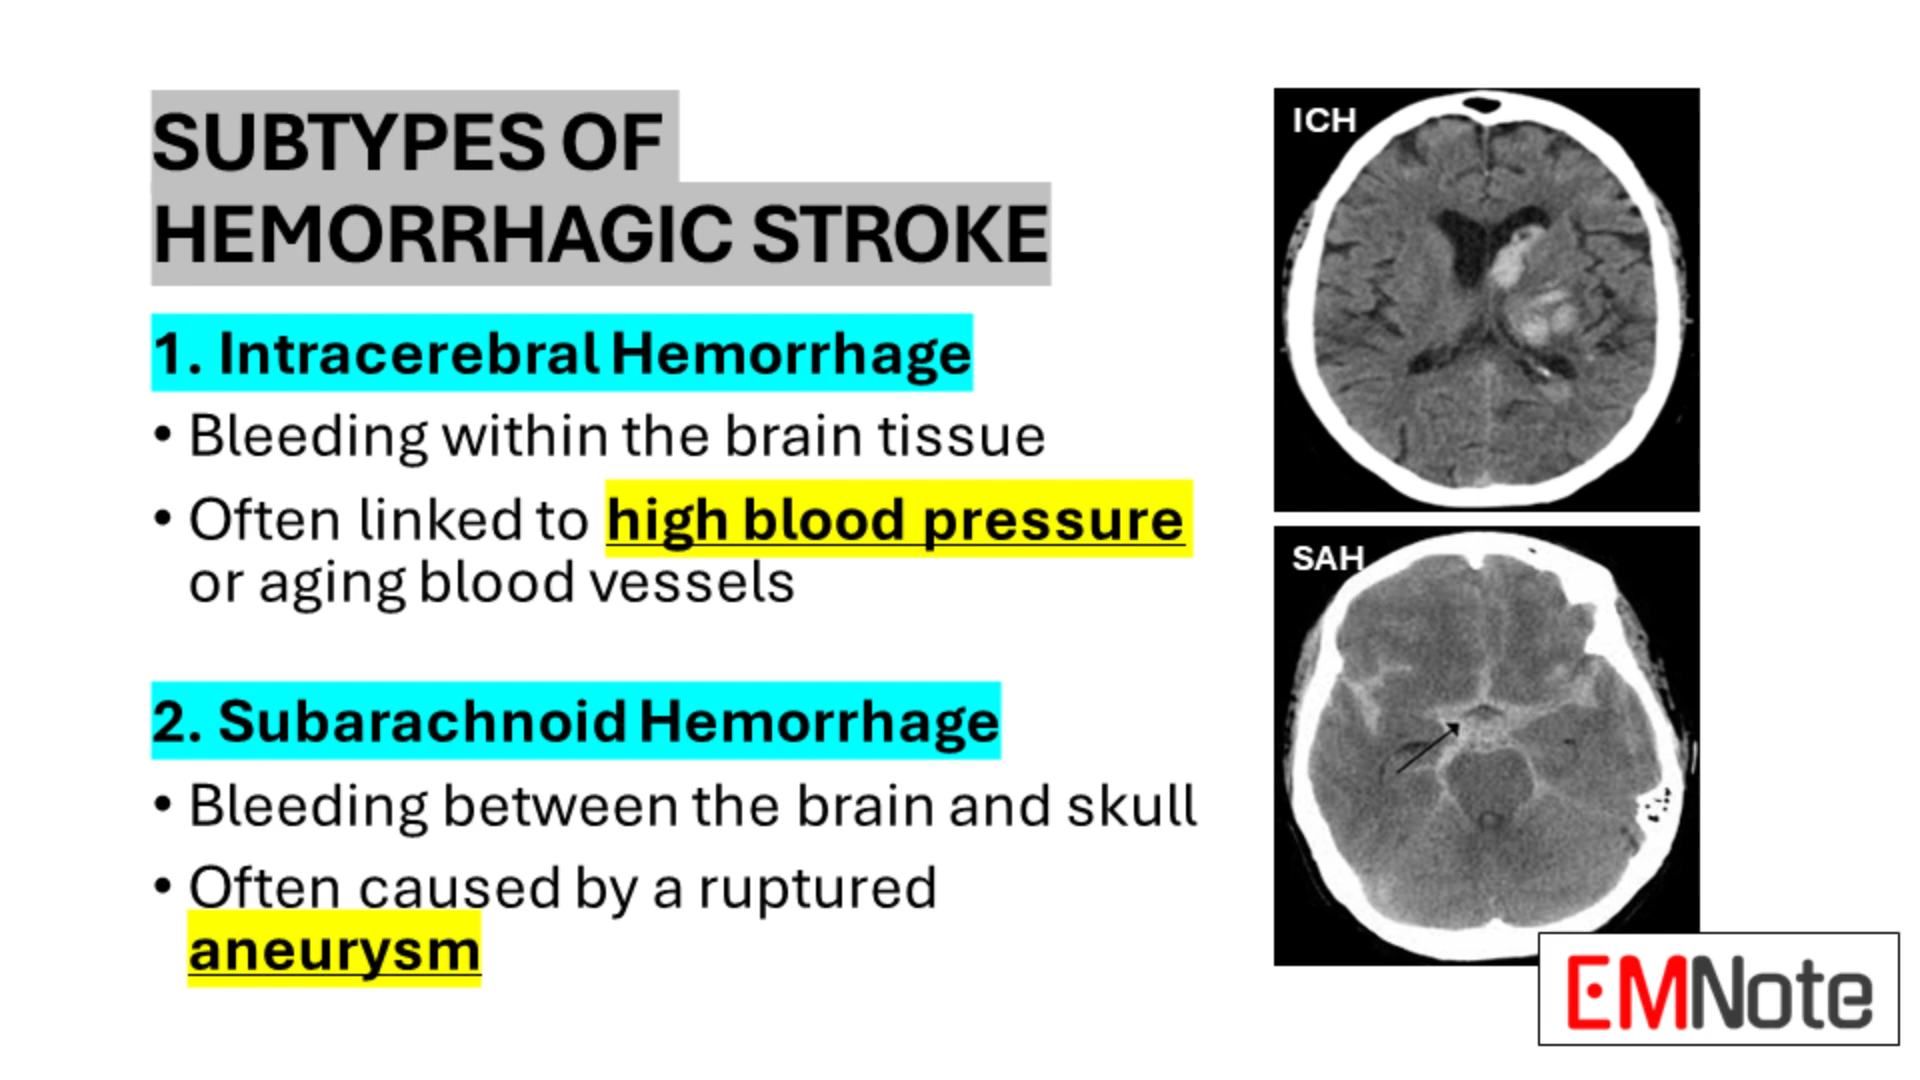 SUBTYPES OF
HEMORRHAGIC STROKE
1. Intracerebral Hemorrhage
• Bleeding within the brain tissue
• Often linked to high blood pressure
or aging blood vessels
2. Subarachnoid Hemorrhage
• Bleeding between the brain and skull
• Often caused by a ruptured
aneurysm
ICH
SAH
EMNote